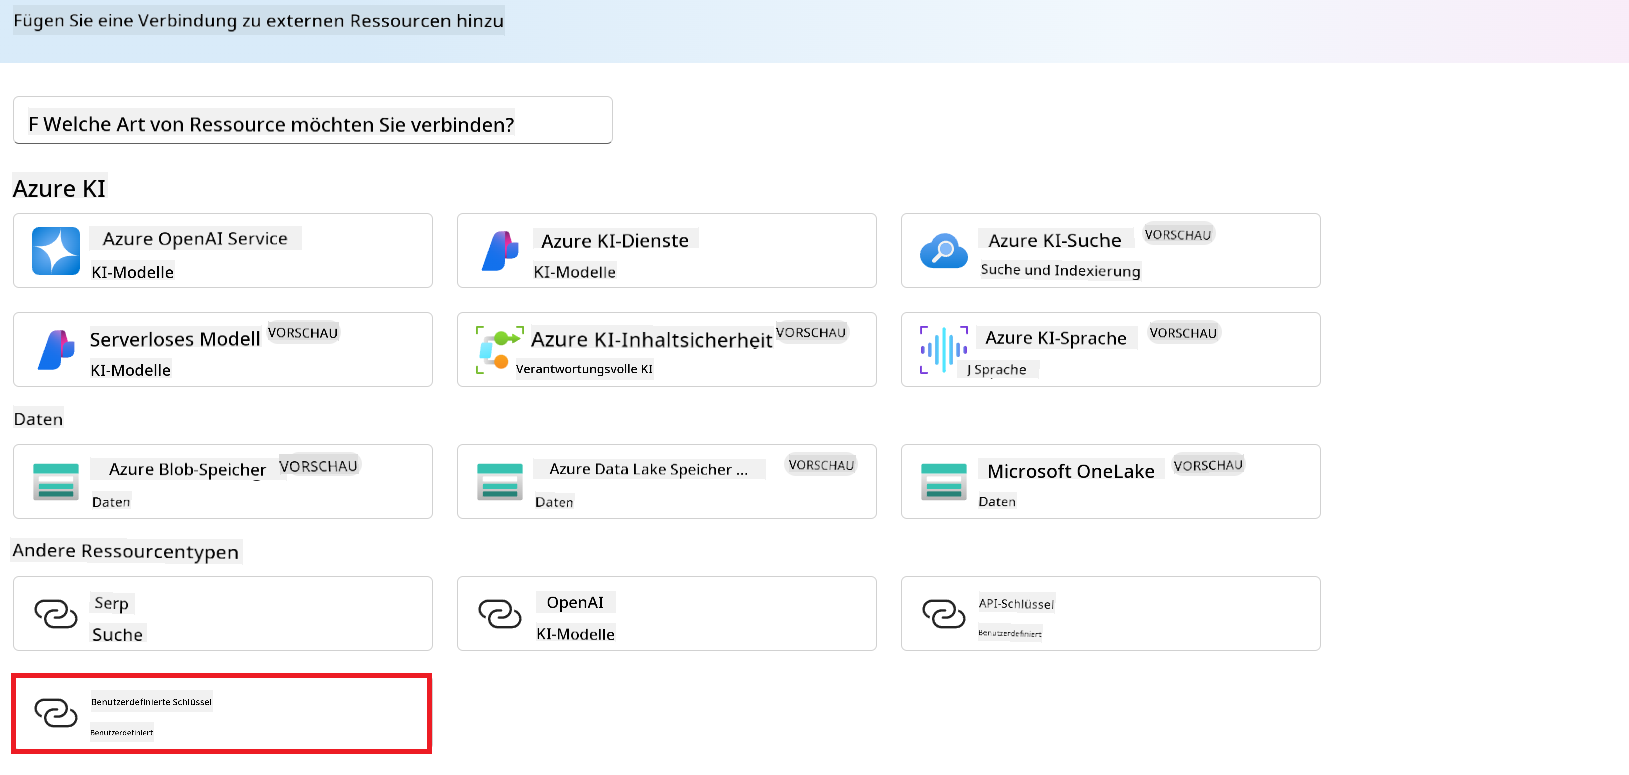 Fügen Sie eine Verbindung zu externen Ressourcen hinzu
F Welche Art von Ressource möchten Sie verbinden?
Azure KI
Azure OpenAI Service
KI-Modelle
Azure KI-Dienste
KI-Modelle
Azure KI-Suche VORSCHAU
Suche und Indexierung
Serverloses Modell VORSCHAU
KI-Modelle
Azure KI-Inhaltsicherheit VORSCHAU
Verantwortungsvolle KI
Azure KI-Sprache VORSCHAU
J Sprache
Daten
Azure Blob-Speicher VORSCHAU
Daten
Azure Data Lake Speicher ... VORSCHAU
Daten
Microsoft OneLake VORSCHAU
Daten
Andere Ressourcentypen
Serp
Suche
OpenAI
KI-Modelle
API-Schlüssel
Benutzerdefiniert
Benutzerdefinierte Schlüssel
Benutzerdefiniert